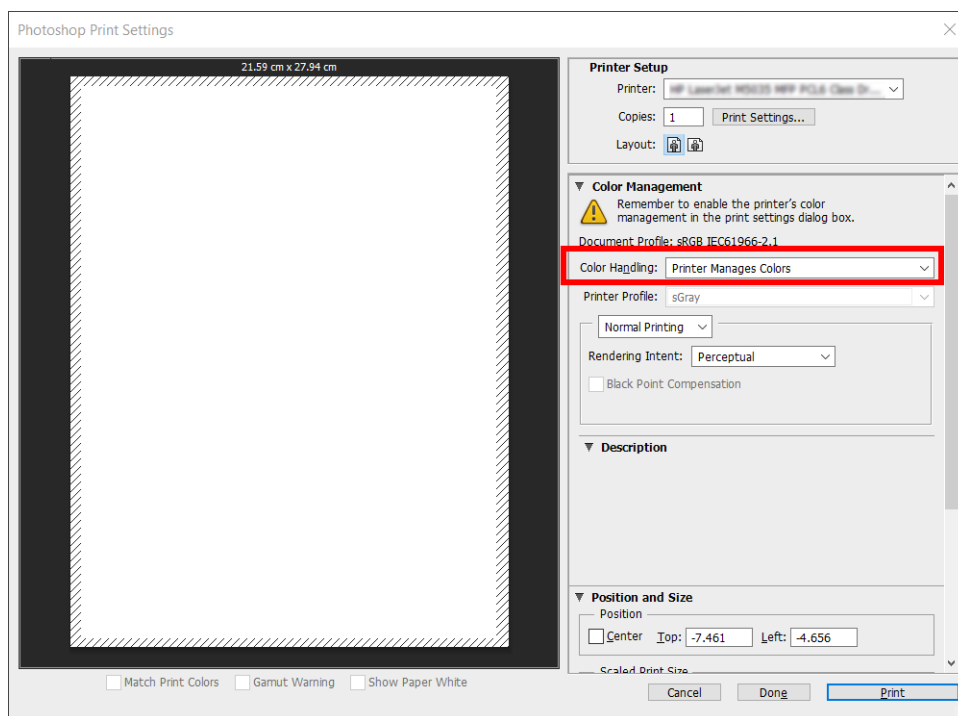 Photoshop Print Settings
21.59 cm x 27.94 cm
Match Print Colors
Gamut Warning
Show Paper White
Printer Setup
Printer:
Copies: 1 Print Settings...
Layout:
Color Management
Remember to enable the printer's color
management in the print settings dialog box.
Document Profile: sRGB IEC61966-2.1
Color Handling: Printer Manages Colors
Printer Profile: sGray
Normal Printing
Rendering Intent: Perceptual
Black Point Compensation
Description
Position and Size
Position
Center Top: -7.461 Left: -4.656
Scaled Print Size
Cancel Done Print